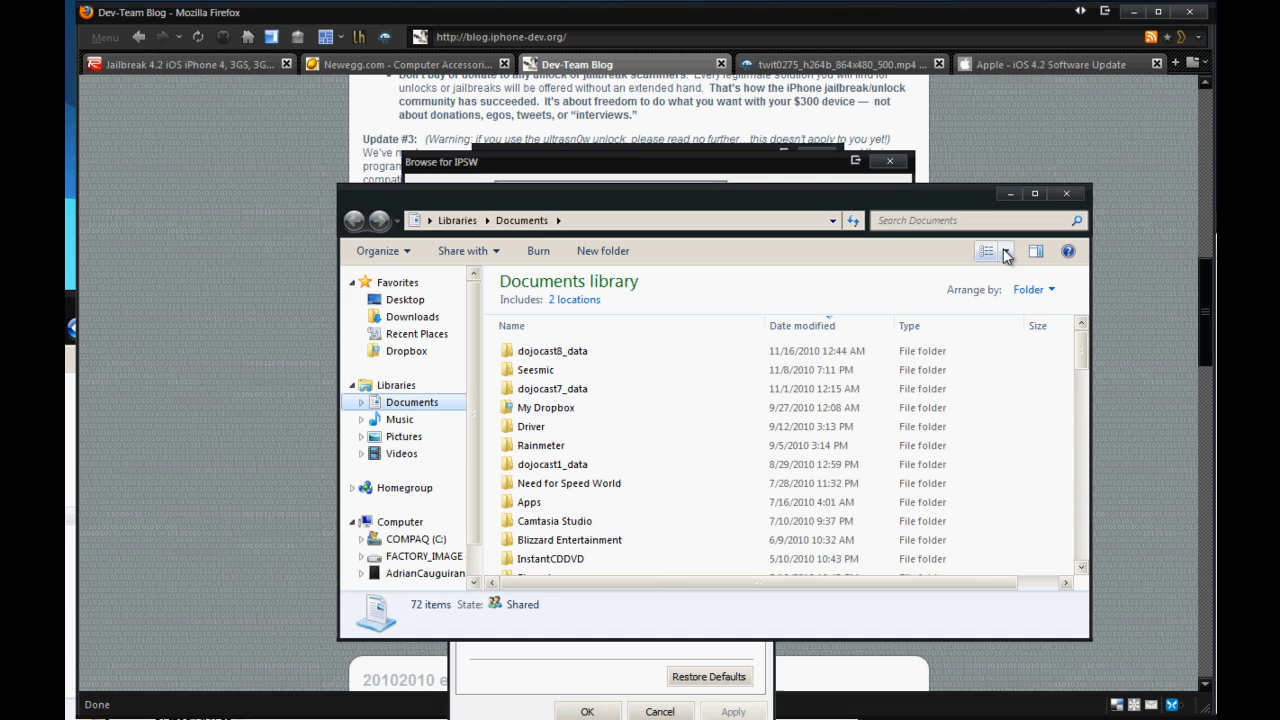 Dev-Team Blog - Mozilla Firefox
Menu
http://blog.iphone-dev.org/
Jailbreak 4.2 iOS iPhone 4, 3GS, 3G...
Newegg.com - Computer Accessori...
Dev-Team Blog
twit0275_h264b_864x480_500.mp4 ...
Apple - iOS 4.2 Software Update
Don't buy or donate to any unlock or jailbreak scammers. Every legitimate solution you will find for
unlocks or jailbreaks will be offered without an extended hand. That's how the iPhone jailbreak/unlock
community has succeeded. It's about freedom to do what you want with your $300 device — not
about donations, egos, tweets, or “interviews.”
Update #3: (Warning: if you use the ultrasn0w unlock, please read no further...this doesn't apply to you yet!)
Browse for IPSW
Libraries
Documents
Search Documents
Organize
Share with
Burn
New folder
Favorites
Desktop
Downloads
Recent Places
Dropbox
Libraries
Documents
Music
Pictures
Videos
Homegroup
Computer
COMPAQ (C:)
FACTORY_IMAGE
AdrianCauguiran
Documents library
Includes: 2 locations
Arrange by: Folder
Name Date modified Type Size
dojocast8_data 11/16/2010 12:44 AM File folder
Seesmic 11/8/2010 7:11 PM File folder
dojocast7_data 11/1/2010 12:15 AM File folder
My Dropbox 9/27/2010 12:08 AM File folder
Driver 9/12/2010 3:13 PM File folder
Rainmeter 9/5/2010 3:14 PM File folder
dojocast1_data 8/29/2010 12:59 PM File folder
Need for Speed World 7/28/2010 11:32 PM File folder
Apps 7/16/2010 4:01 AM File folder
Camtasia Studio 7/10/2010 9:37 PM File folder
Blizzard Entertainment 6/9/2010 10:32 AM File folder
InstantCDDVD 5/10/2010 10:43 PM File folder
72 items State: Shared
Restore Defaults
20102010 e
OK
Cancel
Apply
Done